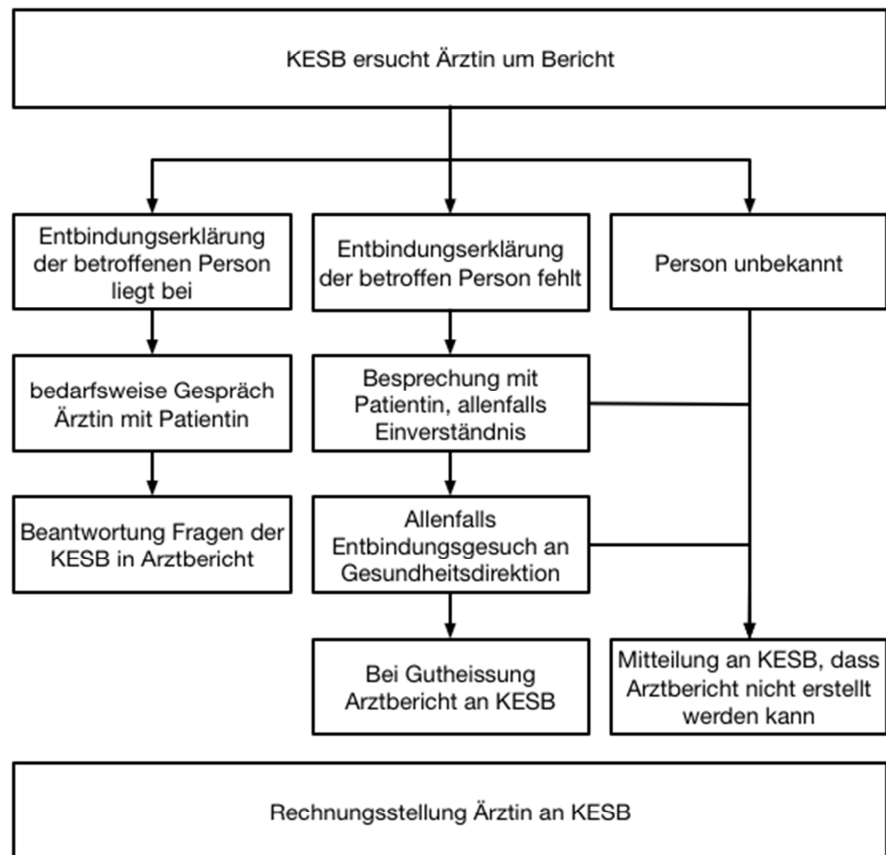 KESB ersucht Ärztin um Bericht
Entbindungserklärung
der betroffenen Person
liegt bei
Entbindungserklärung
der betroffen Person fehlt
Person unbekannt
bedarfsweise Gespräch
Ärztin mit Patientin
Besprechung mit
Patientin, allenfalls
Einverständnis
Beantwortung Fragen der
KESB in Arztbericht
Allenfalls
Entbindungsgesuch an
Gesundheitsdirektion
Bei Gutheissung
Arztbericht an KESB
Mitteilung an KESB, dass
Arztbericht nicht erstellt
werden kann
Rechnungsstellung Ärztin an KESB